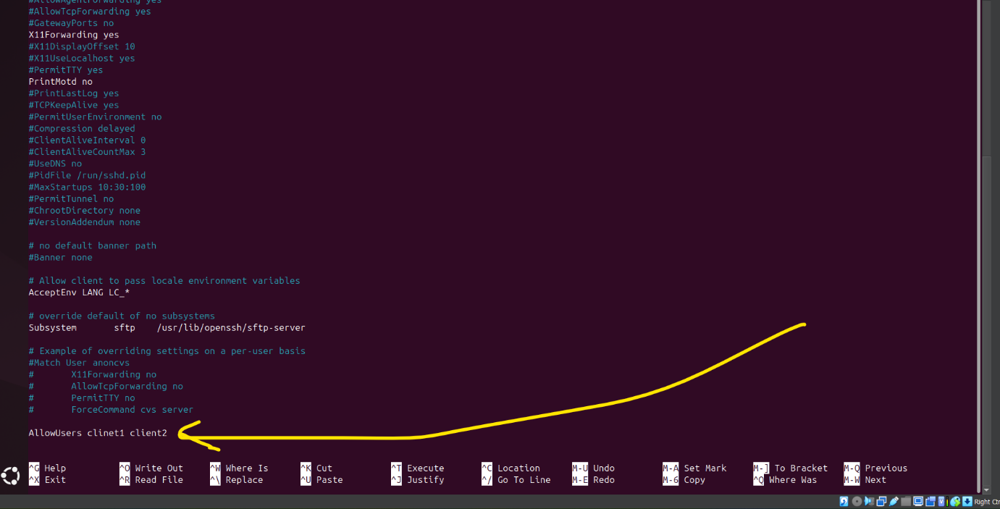 #AllowAgentForwarding yes
#AllowTcpForwarding yes
#GatewayPorts no
X11Forwarding yes
#X11DisplayOffset 10
#X11UseLocalhost yes
#PermitTTY yes
PrintMotd no
#PrintLastLog yes
#TCPKeepAlive yes
#PermitUserEnvironment no
#Compression delayed
#ClientAliveInterval 0
#ClientAliveCountMax 3
#UseDNS no
#PidFile /run/sshd.pid
#MaxStartups 10:30:100
#PermitTunnel no
#ChrootDirectory none
#VersionAddendum none
# no default banner path
#Banner none
# Allow client to pass locale environment variables
AcceptEnv LANG LC_*
# override default of no subsystems
Subsystem       sftp    /usr/lib/openssh/sftp-server
# Example of overriding settings on a per-user basis
#Match User anoncvs
#       X11Forwarding no
#       AllowTcpForwarding no
#       PermitTTY no
#       ForceCommand cvs server
AllowUsers clinet1 client2
^G Help ^O Write Out ^W Where Is ^K Cut ^T Execute ^C Location M-U Undo M-A Set Mark M-] To Bracket M-Q Previous
^X Exit ^R Read File ^\ Replace ^U Paste ^J Justify ^/ Go To Line M-E Redo M-6 Copy ^Q Where Was M-W Next
Right Ctr